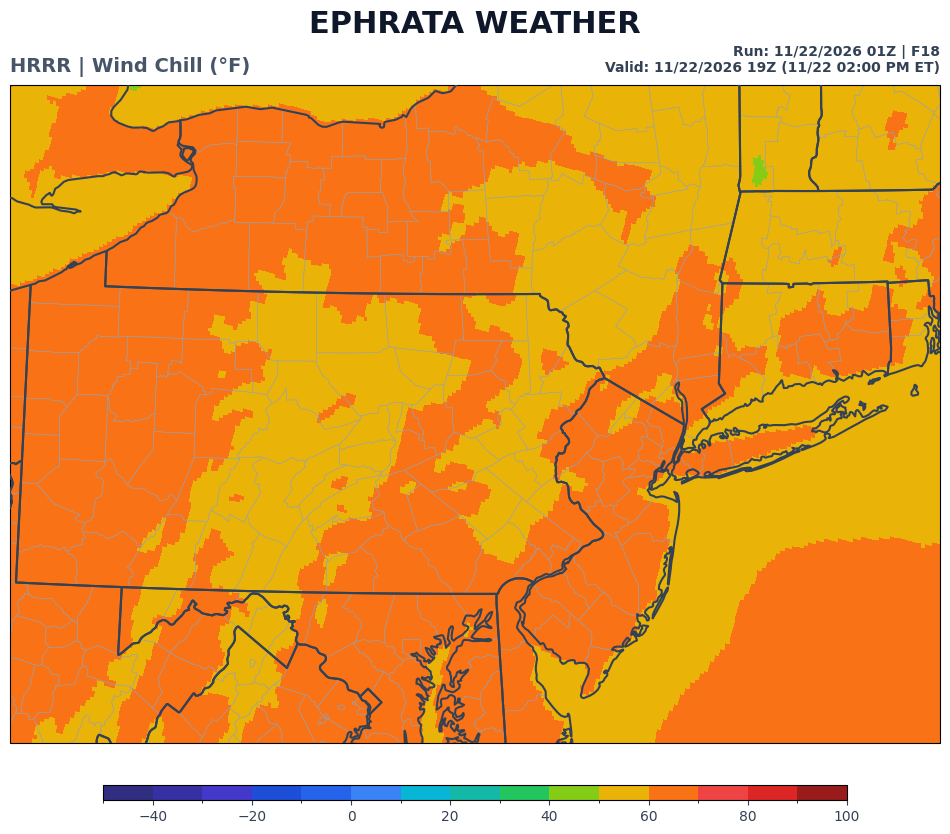 EPHRATA WEATHER
HRRR | Wind Chill (°F)
Run: 11/22/2026 01Z | F18
Valid: 11/22/2026 19Z (11/22 02:00 PM ET)
−40 −20 0 20 40 60 80 100